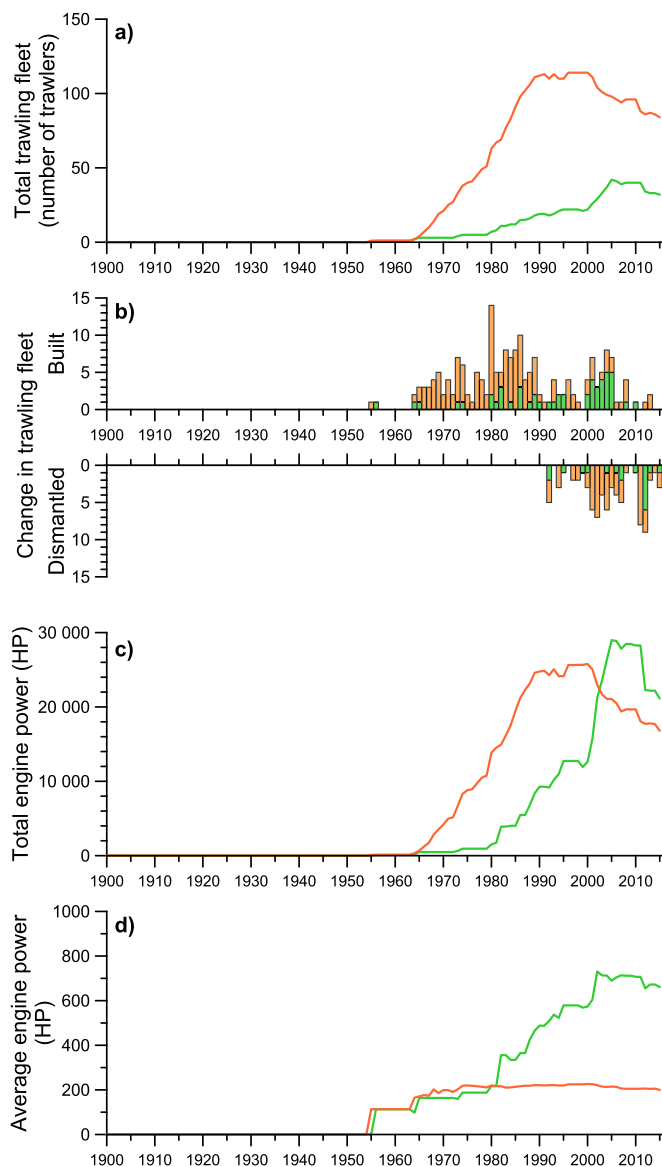 150
a)
Total trawling fleet
(number of trawlers)
100
50
0
1900 1910 1920 1930 1940 1950 1960 1970 1980 1990 2000 2010
15
b)
Change in trawling fleet
Built
10
5
0
1900 1910 1920 1930 1940 1950 1960 1970 1980 1990 2000 2010
0
Dismantled
5
10
15
30 000
c)
Total engine power (HP)
20 000
10 000
0
1900 1910 1920 1930 1940 1950 1960 1970 1980 1990 2000 2010
1000
d)
Average engine power
(HP)
800
600
400
200
0
1900 1910 1920 1930 1940 1950 1960 1970 1980 1990 2000 2010